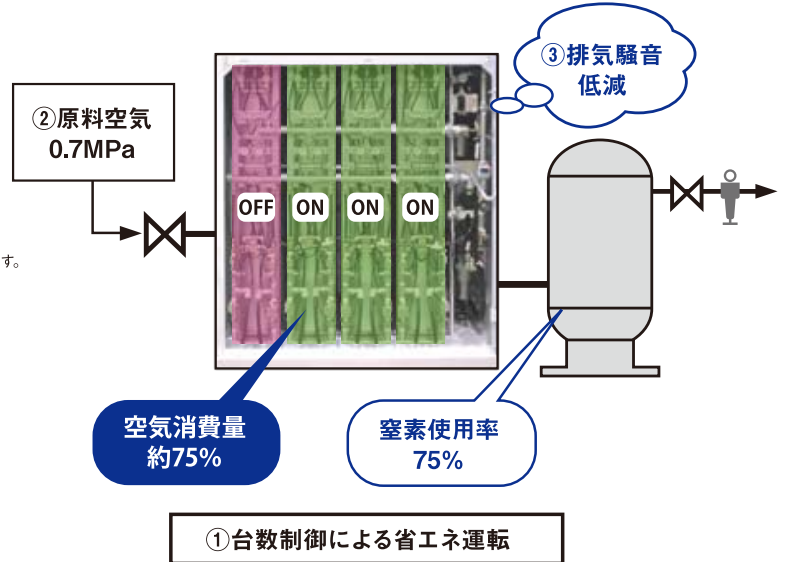 ③排気騒音
低減
②原料空気
0.7MPa
OFF ON ON ON
す。
空気消費量
約75%
窒素使用率
75%
①台数制御による省エネ運転